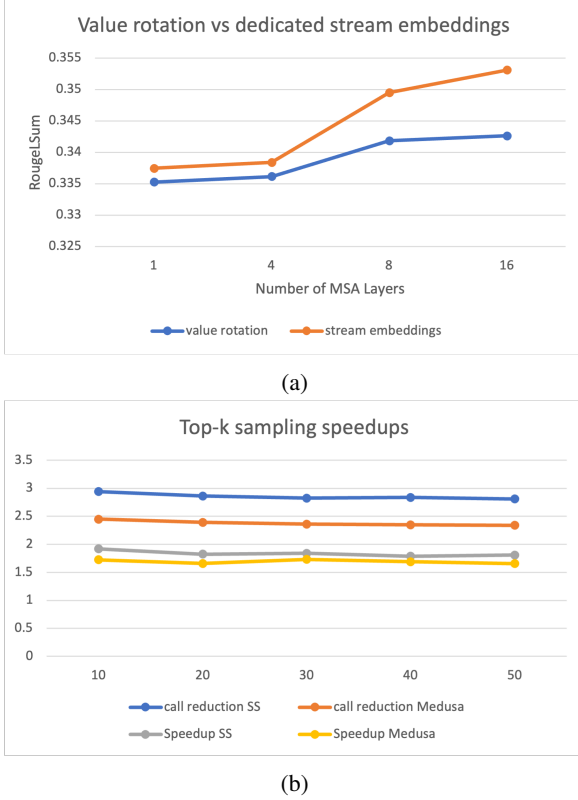 Value rotation vs dedicated stream embeddings
0.355
0.35
0.345
0.34
0.335
0.33
0.325
RougeLSum
1 4 8 16
Number of MSA Layers
value rotation stream embeddings
(a)
Top-k sampling speedups
3.5
3
2.5
2
1.5
1
0.5
0
10 20 30 40 50
call reduction SS call reduction Medusa
Speedup SS Speedup Medusa
(b)